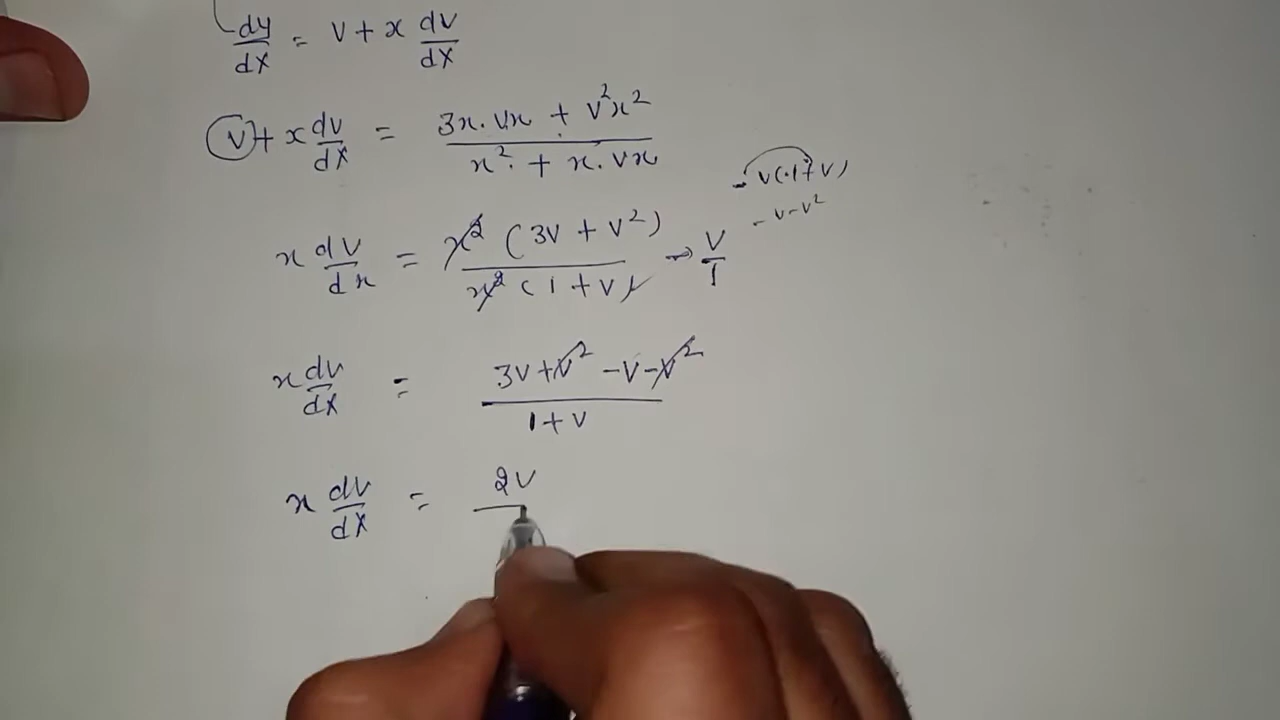 dy/dx = v + x dv/dx
v + x dv/dx = (3x. vx + v²x²)/(x² + x. vx)
- v(1+v)
- v - v²
x dv/dx = x² (3v + v²)/x² (1 + v) - v/1
x dv/dx = (3v + v² - v - v²)/(1 + v)
x dv/dx = 2v